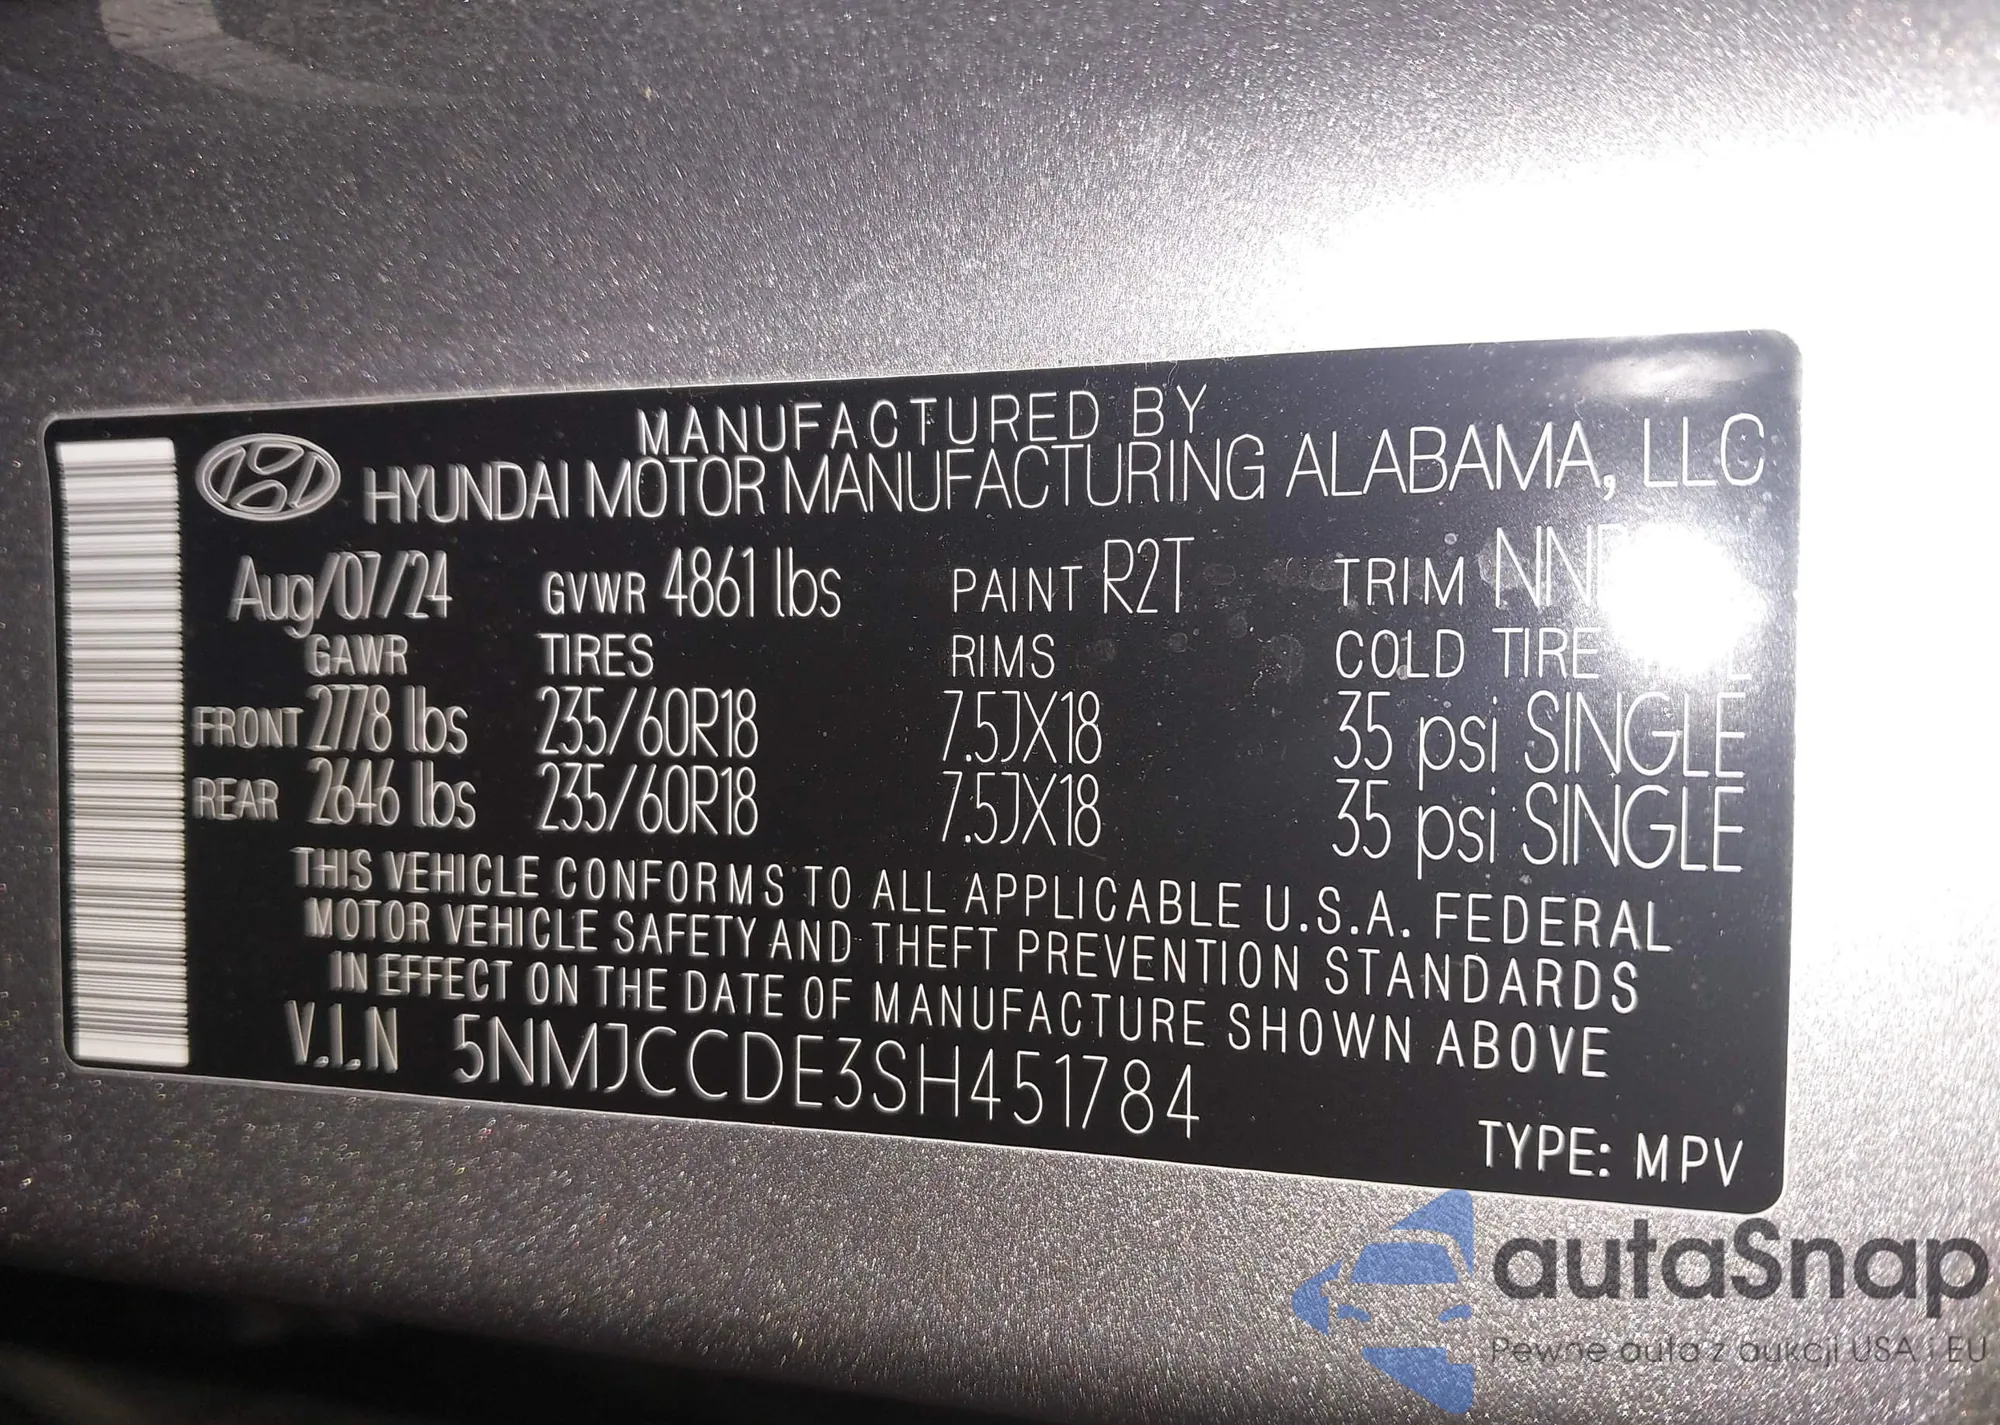 MANUFACTURED BY
HYUNDAI MOTOR MANUFACTURING ALABAMA, LLC
Aug/07/24 GVWR 4861 lbs PAINT R2T TRIM
GAWR TIRES RIMS COLD TIRE
FRONT 2778 lbs 235/60R18 7.5JX18 35 psi SINGLE
REAR 2646 lbs 235/60R18 7.5JX18 35 psi SINGLE
THIS VEHICLE CONFORMS TO ALL APPLICABLE U.S.A. FEDERAL
MOTOR VEHICLE SAFETY AND THEFT PREVENTION STANDARDS
IN EFFECT ON THE DATE OF MANUFACTURE SHOWN ABOVE
V.I.N 5NMJCCDE3SH451784
TYPE: MPV
autaSnap
Pewne auta z aukcji USA i EU